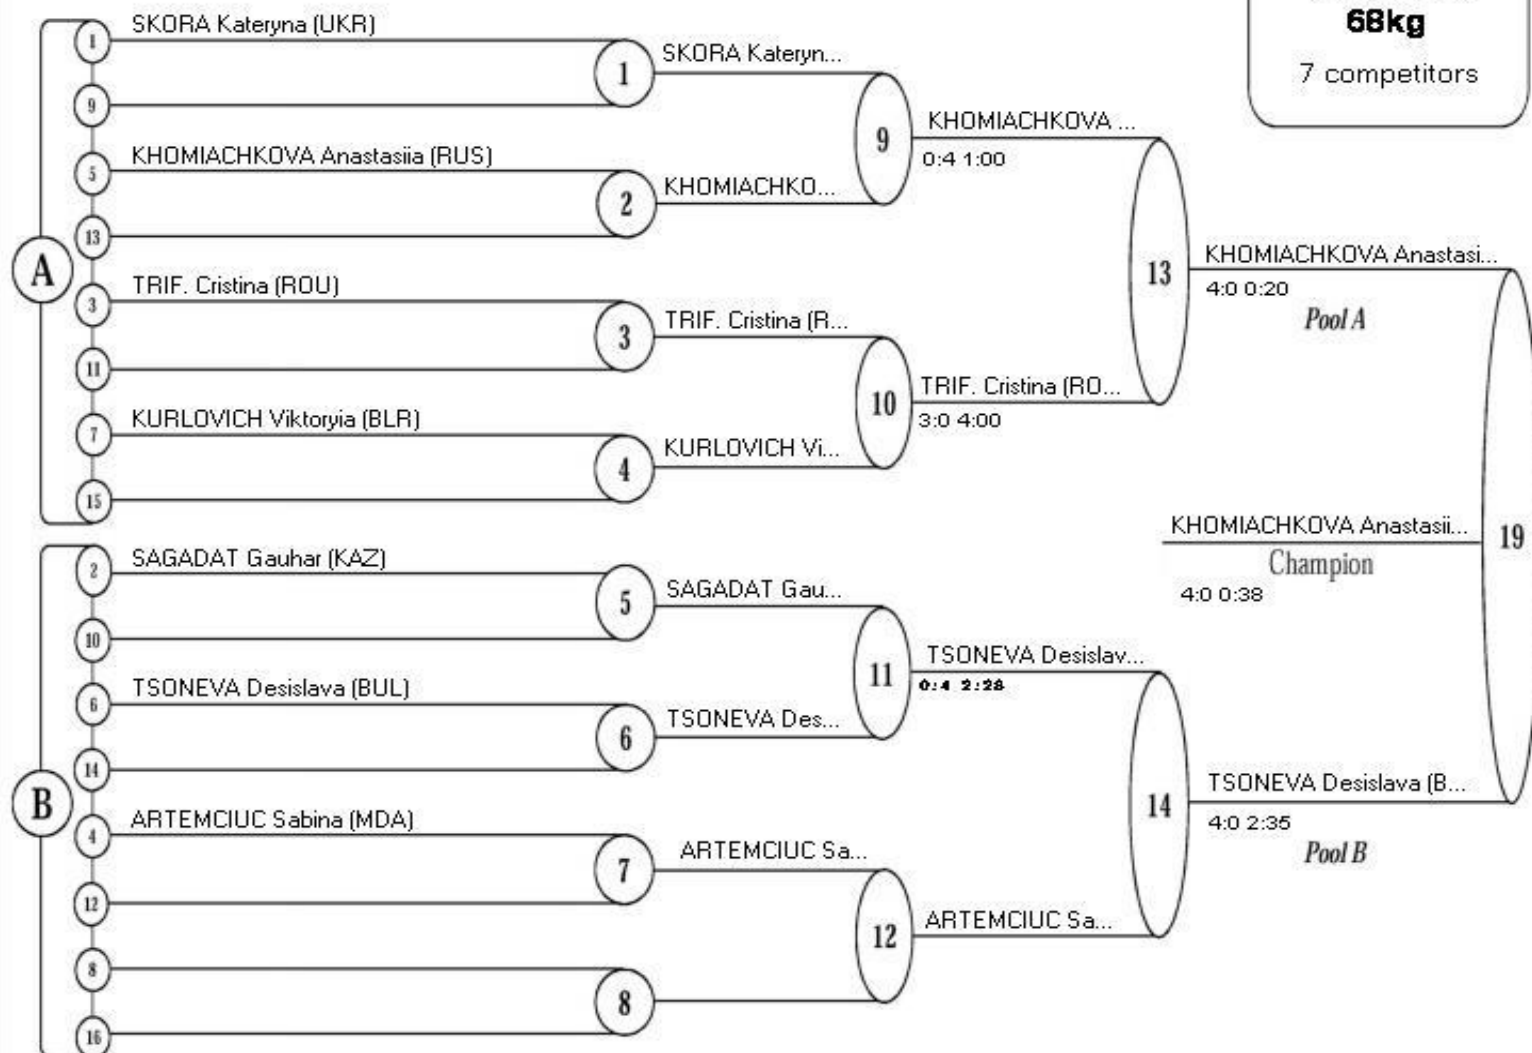 68kg
7 competitors
A
1
SKORA Kateryna (UKR)
9
1
SKORA Kateryn...
5
KHOMIACHKOVA Anastasiia (RUS)
13
2
KHOMIACHKO...
9
KHOMIACHKOVA ...
0:4 1:00
3
TRIF. Cristina (ROU)
11
3
TRIF. Cristina (R...
7
KURLOVICH Viktoryia (BLR)
15
4
KURLOVICH Vi...
10
TRIF. Cristina (RO...
3:0 4:00
13
KHOMIACHKOVA Anastasi...
4:0 0:20
Pool A
B
2
SAGADAT Gauhar (KAZ)
10
5
SAGADAT Gau...
6
TSONEVA Desislava (BUL)
14
6
TSONEVA Des...
11
TSONEVA Desislav...
0:4 2:28
4
ARTEMCIUC Sabina (MDA)
12
7
ARTEMCIUC Sa...
8
16
8
12
ARTEMCIUC Sa...
14
TSONEVA Desislava (B...
4:0 2:35
Pool B
19
KHOMIACHKOVA Anastasii...
Champion
4:0 0:38